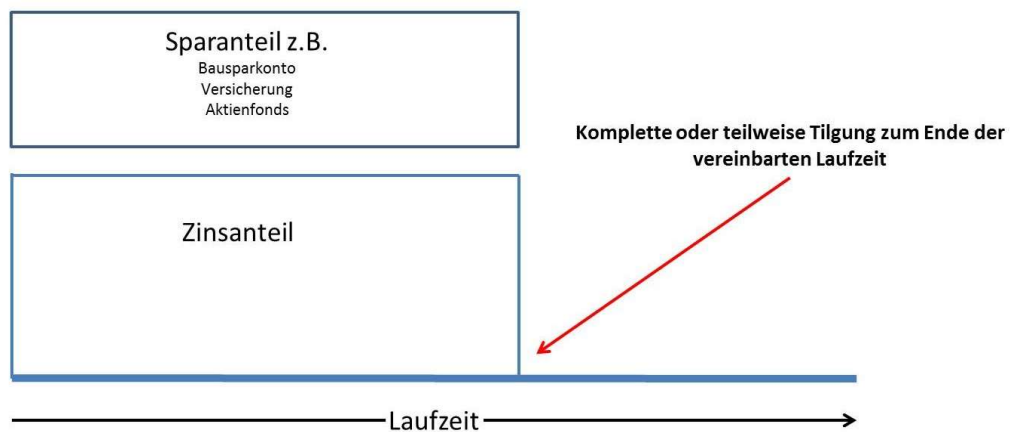 Sparanteil z.B.
Bausparkonto
Versicherung
Aktienfonds
Komplette oder teilweise Tilgung zum Ende der
vereinbarten Laufzeit
Zinsanteil
Laufzeit